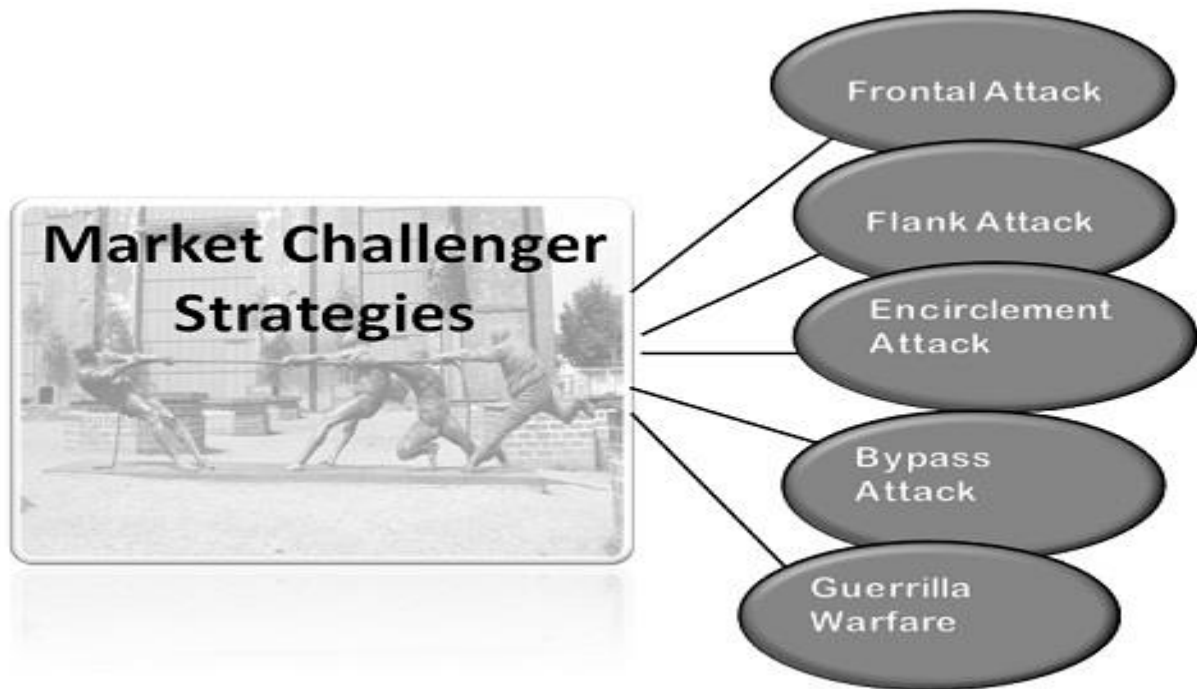 Market Challenger
Strategies
Frontal Attack
Flank Attack
Encirclement
Attack
Bypass
Attack
Guerrilla
Warfare